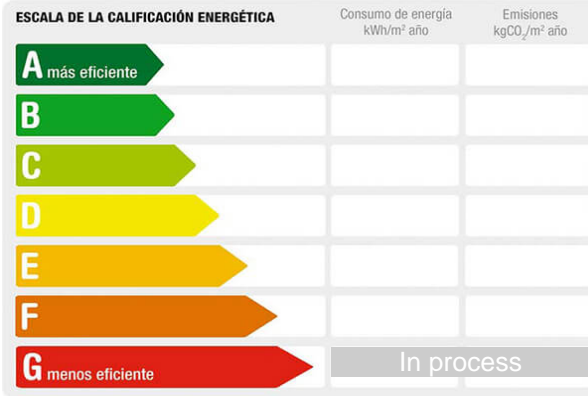 ESCALA DE LA CALIFICACIÓN ENERGÉTICA
Consumo de energía
kWh/m² año
Emisiones
kgCO₂/m² año
A más eficiente
B
C
D
E
F
G menos eficiente
In process